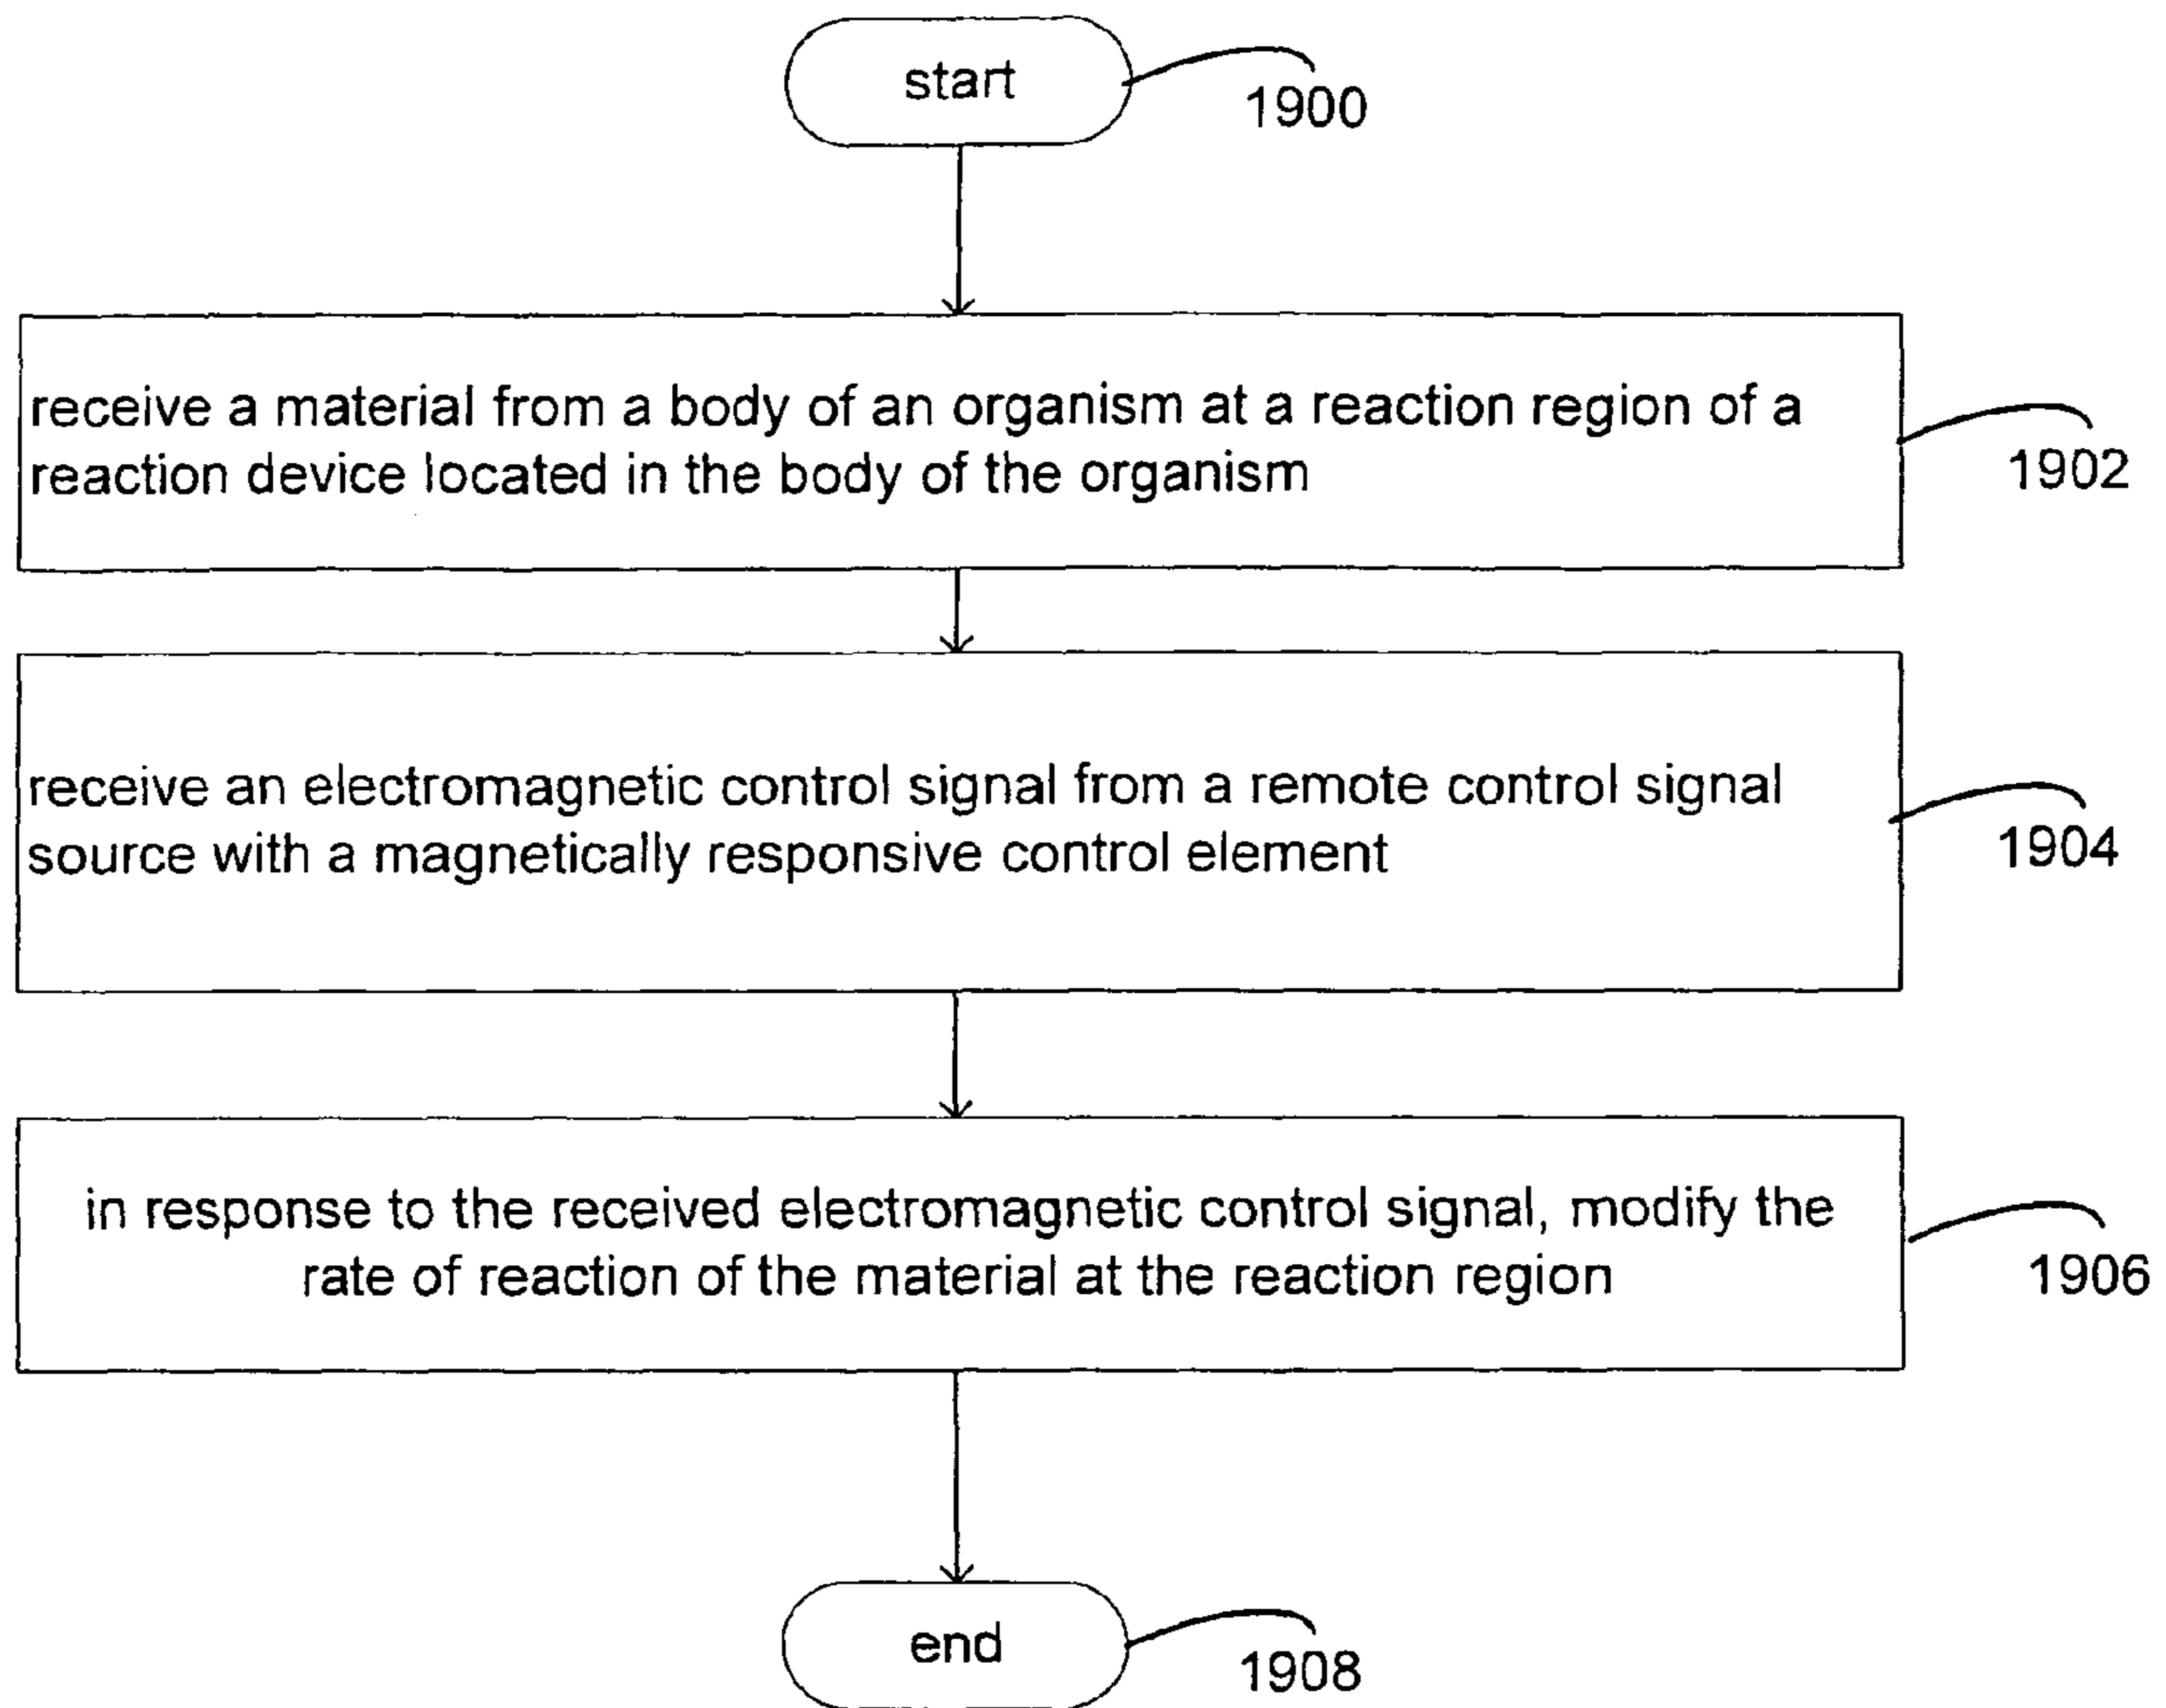 start
1900
receive a material from a body of an organism at a reaction region of a
reaction device located in the body of the organism
1902
receive an electromagnetic control signal from a remote control signal
source with a magnetically responsive control element
1904
in response to the received electromagnetic control signal, modify the
rate of reaction of the material at the reaction region
1906
end
1908